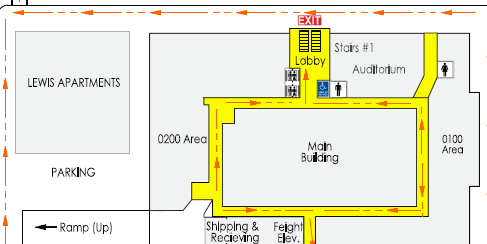 EXIT
Stairs #1
Lobby
LEWIS APARTMENTS
Auditorium
0200 Area
Main
Building
0100
Area
PARKING
Ramp (Up)
Shipping &
Recieving
Feight
Elev.